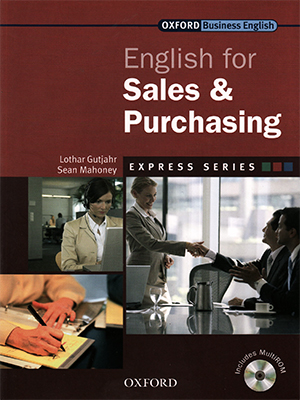 OXFORD Business English
English for
Sales &
Purchasing
Lothar Gutjahr
Sean Mahoney
EXPRESS SERIES
Includes MultiROM
OXFORD